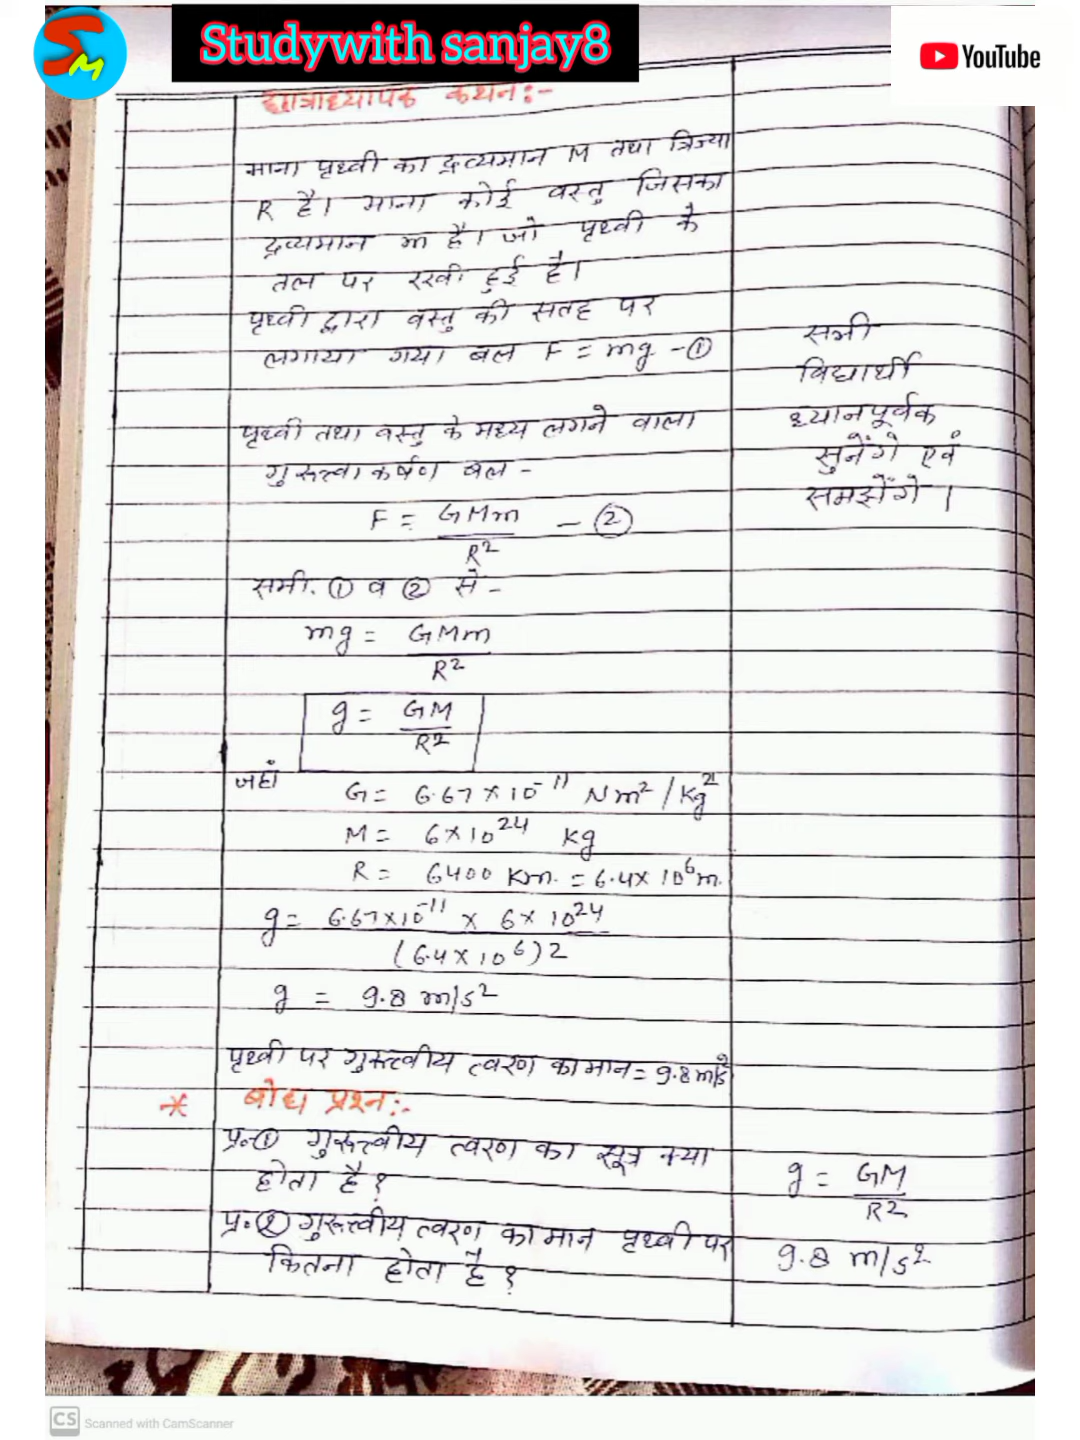 SM
Studywith sanjay8
YouTube
छात्राध्यापक कथन:-
माना पृथ्वी का द्रव्यमान M तथा त्रिज्या
R है। माना कोई वस्तु जिसका
द्रव्यमान m है। जो पृथ्वी के
तल पर रखी हुई है।
पृथ्वी द्वारा वस्तु की सतह पर
लगाया गया बल F = mg -①
पृथ्वी तथा वस्तु के मध्य लगने वाला
गुरुत्वाकर्षण बल -
F = GMm/R² - ②
समी. ① व ② से -
mg = GMm/R²
g = GM/R²
जहां
G = 6.67×10⁻¹¹ Nm²/Kg²
M = 6×10²⁴ kg
R = 6400 Km. = 6.4×10⁶m.
g = 6.67×10⁻¹¹ × 6×10²⁴/(6.4×10⁶)2
g = 9.8 m/s²
पृथ्वी पर गुरुत्वीय त्वरण का मान = 9.8 m/s²
* बोध प्रश्न:-
प्र.① गुरुत्वीय त्वरण का सूत्र क्या
होता है?
प्र.② गुरुत्वीय त्वरण का मान पृथ्वी पर
कितना होता है?
सभी
विद्यार्थी
ध्यानपूर्वक
सुनेंगे एवं
समझेंगे।
g = GM/R²
9.8 m/s²
CS Scanned with CamScanner